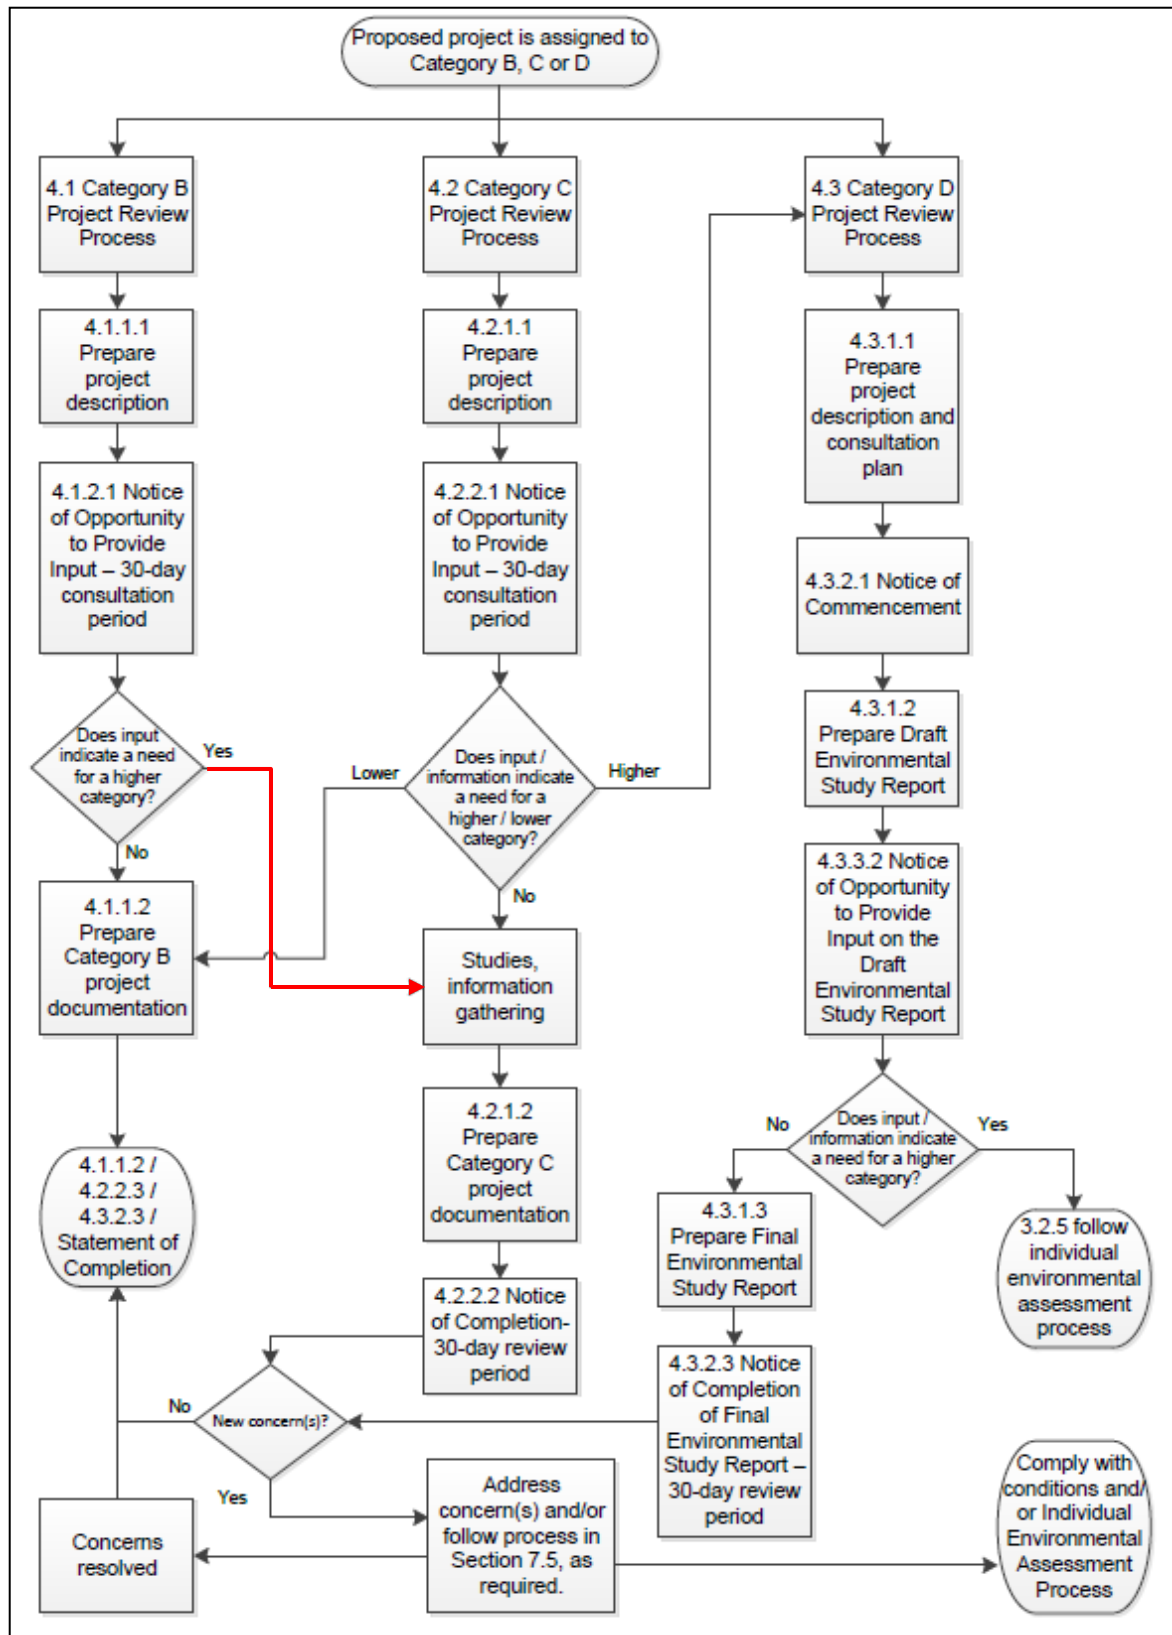 Proposed project is assigned to
Category B, C or D
4.1 Category B
Project Review
Process
4.2 Category C
Project Review
Process
4.3 Category D
Project Review
Process
4.1.1.1
Prepare
project
description
4.2.1.1
Prepare
project
description
4.3.1.1
Prepare
project
description and
consultation
plan
4.1.2.1 Notice
of Opportunity
to Provide
Input – 30-day
consultation
period
4.2.2.1 Notice
of Opportunity
to Provide
Input – 30-day
consultation
period
4.3.2.1 Notice of
Commencement
Does input
indicate a need
for a higher
category?
Yes
No
Does input /
information indicate
a need for a
higher / lower
category?
Lower
Higher
No
4.3.1.2
Prepare Draft
Environmental
Study Report
4.3.3.2 Notice
of Opportunity
to Provide
Input on the
Draft
Environmental
Study Report
4.1.1.2
Prepare
Category B
project
documentation
Studies,
information
gathering
4.2.1.2
Prepare
Category C
project
documentation
Does input /
information indicate
a need for a higher
category?
No
Yes
4.1.1.2 /
4.2.2.3 /
4.3.2.3 /
Statement of
Completion
4.3.1.3
Prepare Final
Environmental
Study Report
3.2.5 follow
individual
environmental
assessment
process
4.2.2.2 Notice
of Completion-
30-day review
period
4.3.2.3 Notice
of Completion
of Final
Environmental
Study Report –
30-day review
period
New concern(s)?
No
Yes
Address
concern(s) and/or
follow process in
Section 7.5, as
required.
Concerns
resolved
Comply with
conditions and/
or Individual
Environmental
Assessment
Process